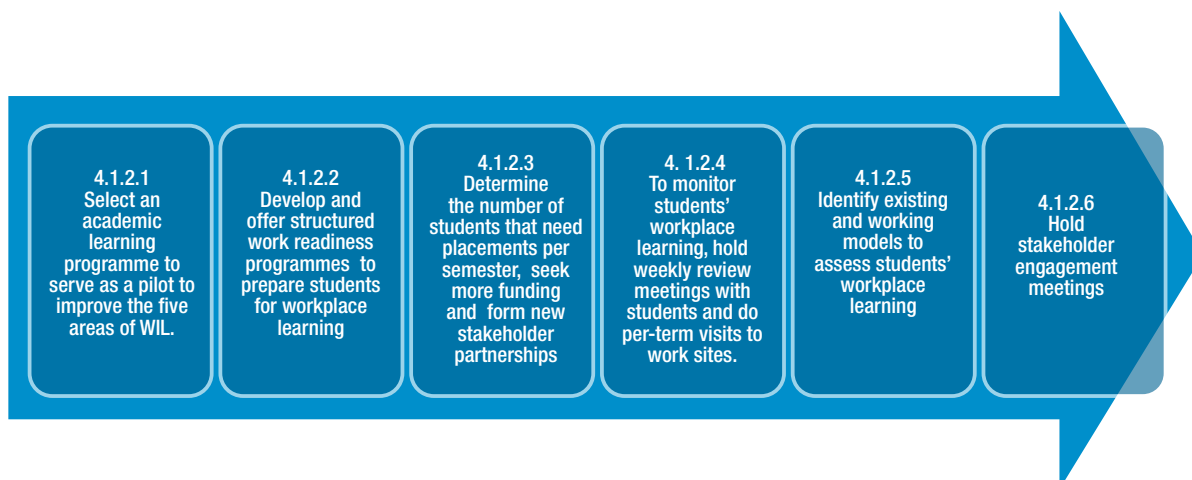 4.1.2.1
Select an
academic
learning
programme to
serve as a pilot to
improve the five
areas of WIL.
4.1.2.2
Develop and
offer structured
work readiness
programmes to
prepare students
for workplace
learning
4.1.2.3
Determine
the number of
students that need
placements per
semester, seek
more funding
and form new
stakeholder
partnerships
4. 1.2.4
To monitor
students’
workplace
learning, hold
weekly review
meetings with
students and do
per-term visits to
work sites.
4.1.2.5
Identify existing
and working
models to
assess students’
workplace
learning
4.1.2.6
Hold
stakeholder
engagement
meetings